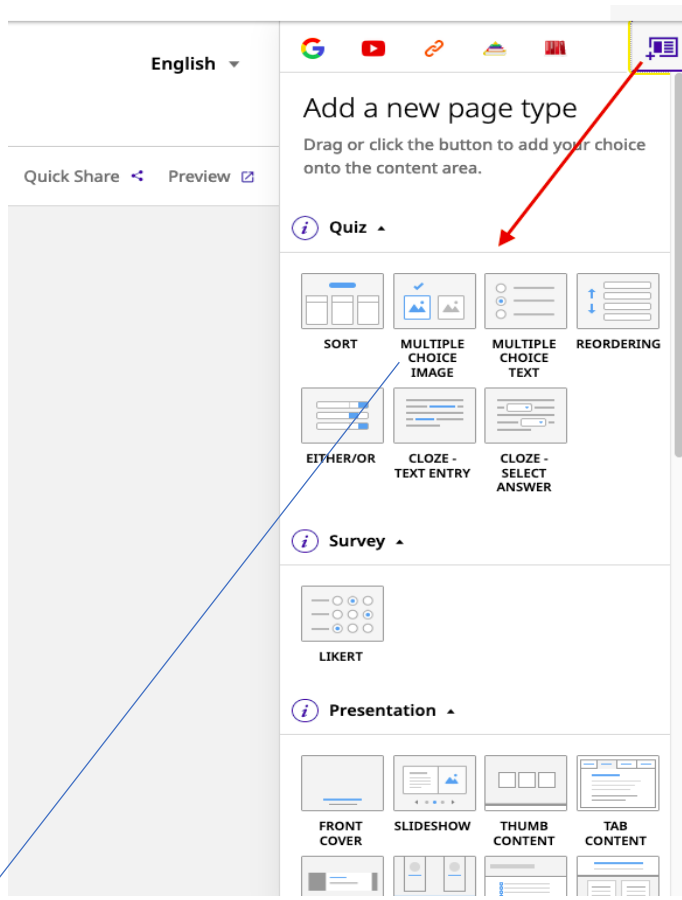 English
Add a new page type
Drag or click the button to add your choice
onto the content area.
Quick Share
Preview
Quiz
SORT
MULTIPLE
CHOICE
IMAGE
MULTIPLE
CHOICE
TEXT
REORDERING
EITHER/OR
CLOZE -
TEXT ENTRY
CLOZE -
SELECT
ANSWER
Survey
LIKERT
Presentation
FRONT
COVER
SLIDESHOW
THUMB
CONTENT
TAB
CONTENT